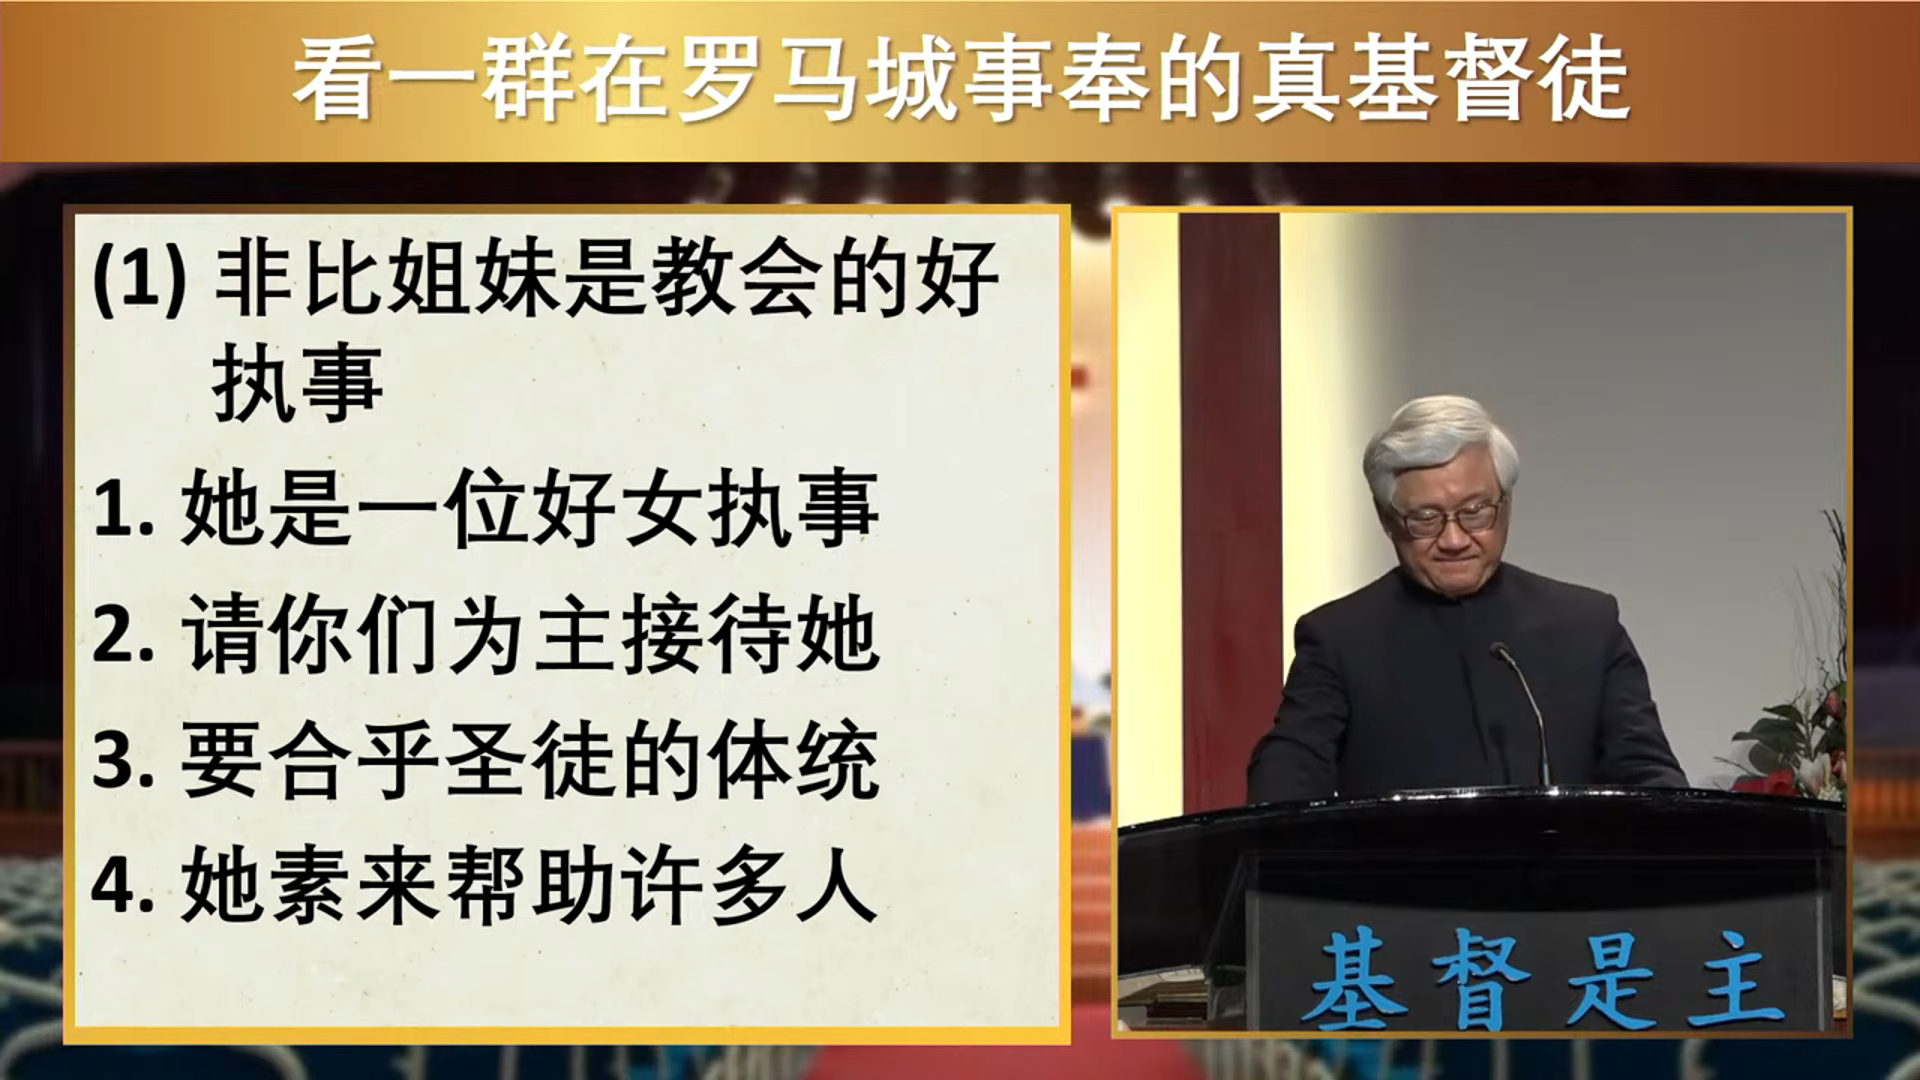 看一群在罗马城事奉的真基督徒
(1) 非比姐妹是教会的好
执事
1. 她是一位好女执事
2. 请你们为主接待她
3. 要合乎圣徒的体统
4. 她素来帮助许多人
基督是主